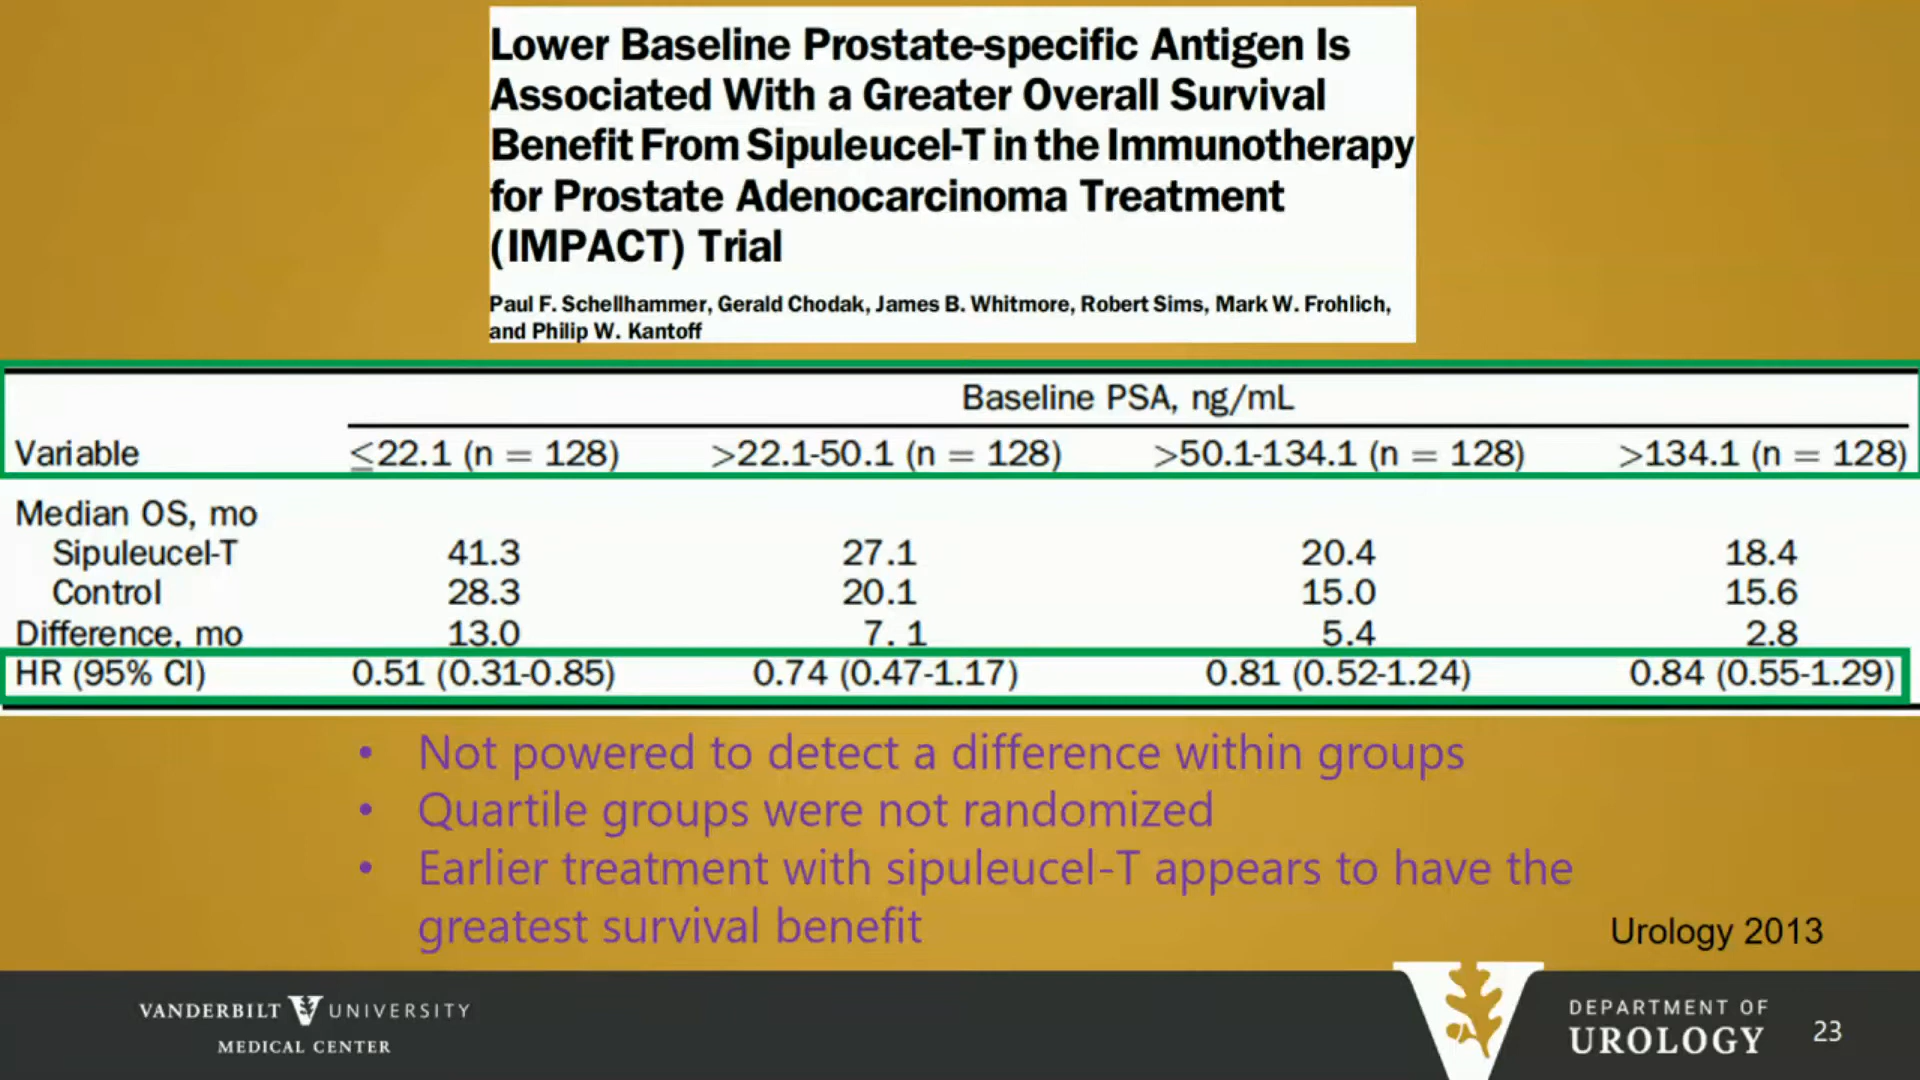 Lower Baseline Prostate-specific Antigen Is
Associated With a Greater Overall Survival
Benefit From Sipuleucel-T in the Immunotherapy
for Prostate Adenocarcinoma Treatment
(IMPACT) Trial
Paul F. Schellhammer, Gerald Chodak, James B. Whitmore, Robert Sims, Mark W. Frohlich,
and Philip W. Kantoff
Baseline PSA, ng/mL
Variable ≤22.1 (n = 128) >22.1-50.1 (n = 128) >50.1-134.1 (n = 128) >134.1 (n = 128)
Median OS, mo
Sipuleucel-T 41.3 27.1 20.4 18.4
Control 28.3 20.1 15.0 15.6
Difference, mo 13.0 7.1 5.4 2.8
HR (95% CI) 0.51 (0.31-0.85) 0.74 (0.47-1.17) 0.81 (0.52-1.24) 0.84 (0.55-1.29)
• Not powered to detect a difference within groups
• Quartile groups were not randomized
• Earlier treatment with sipuleucel-T appears to have the
greatest survival benefit
Urology 2013
VANDERBILT V UNIVERSITY
MEDICAL CENTER
DEPARTMENT OF
UROLOGY
23